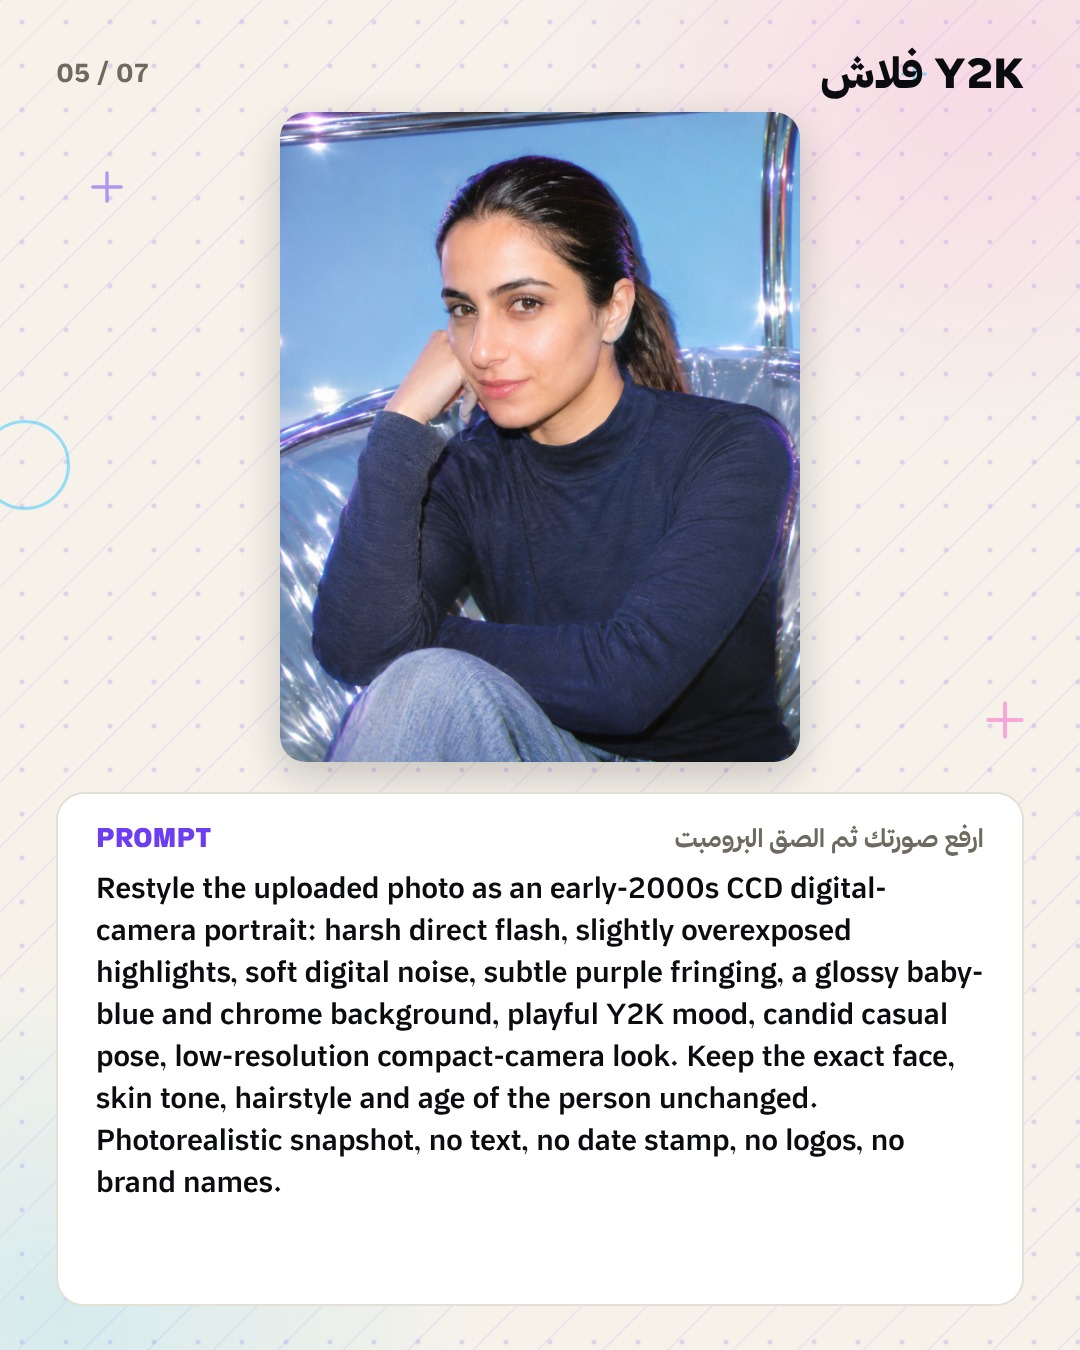 05 / 07
فلاش Y2K
PROMPT
ارفع صورتك ثم الصق البرومبت
Restyle the uploaded photo as an early-2000s CCD digital-
camera portrait: harsh direct flash, slightly overexposed
highlights, soft digital noise, subtle purple fringing, a glossy baby-
blue and chrome background, playful Y2K mood, candid casual
pose, low-resolution compact-camera look. Keep the exact face,
skin tone, hairstyle and age of the person unchanged.
Photorealistic snapshot, no text, no date stamp, no logos, no
brand names.